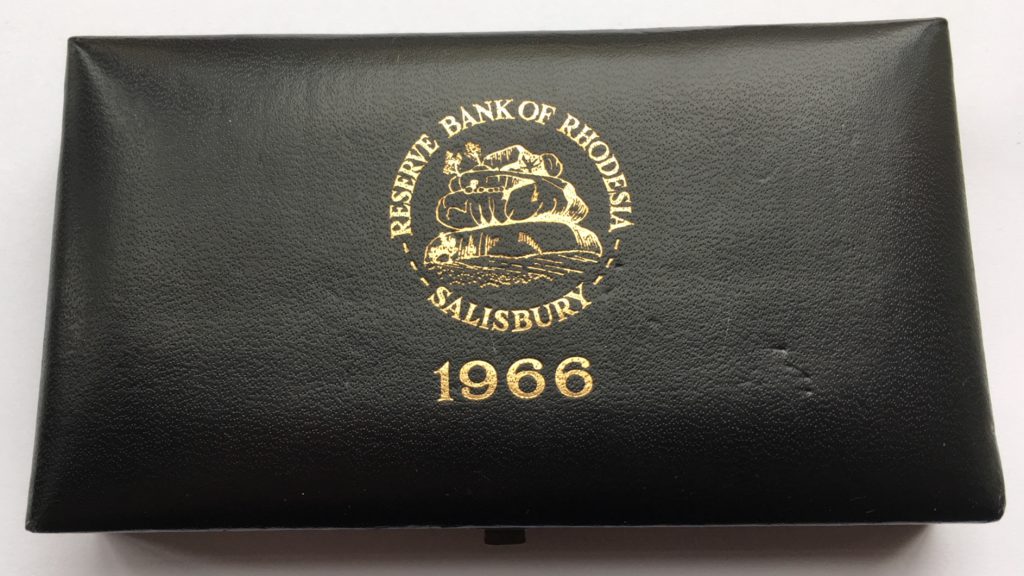 RESERVE BANK OF RHODESIA
SALISBURY
1966